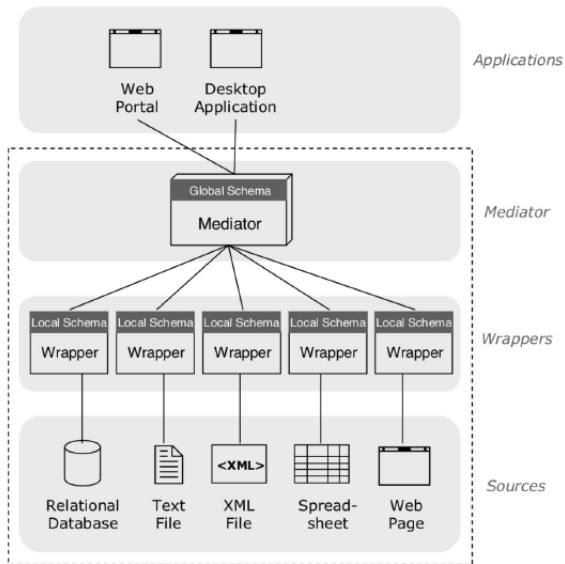 Web
Portal
Desktop
Application
Applications
Global Schema
Mediator
Mediator
Local Schema
Wrapper
Local Schema
Wrapper
Local Schema
Wrapper
Local Schema
Wrapper
Local Schema
Wrapper
Wrappers
<XML>
Relational
Database
Text
File
XML
File
Spread-
sheet
Web
Page
Sources